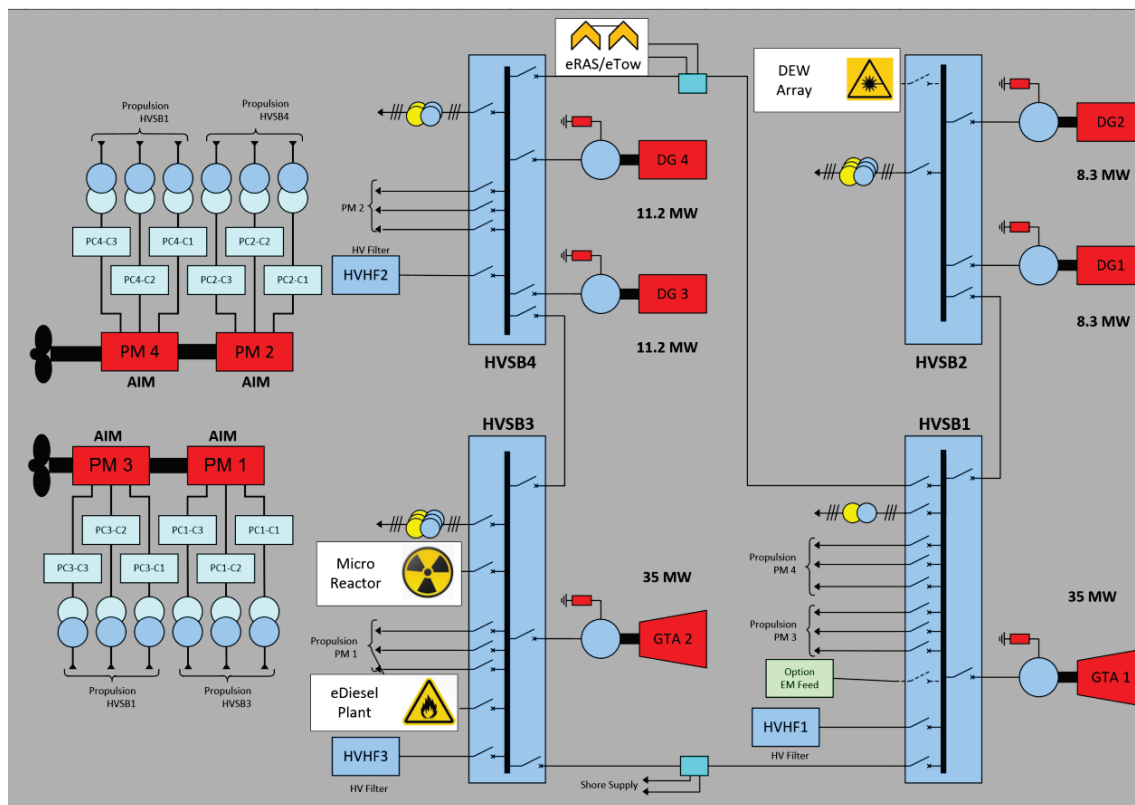 eRAS/eTow
DEW
Array
DG2
8.3 MW
DG1
8.3 MW
HVSB2
Propulsion
HVSB1
Propulsion
HVSB4
PC4-C3
PC4-C1
PC2-C2
PC4-C2
PC2-C3
PC2-C1
PM 4
PM 2
AIM
AIM
DG 4
11.2 MW
PM 2
HV Filter
HVHF2
DG 3
11.2 MW
HVSB4
AIM
AIM
PM 3
PM 1
PC3-C2
PC1-C3
PC1-C1
PC3-C3
PC3-C1
PC1-C2
Propulsion
HVSB1
Propulsion
HVSB3
HVSB3
Micro
Reactor
35 MW
GTA 2
Propulsion
PM 1
eDiesel
Plant
HVHF3
HV Filter
Shore Supply
HVSB1
Propulsion
PM 4
Propulsion
PM 3
35 MW
GTA 1
Option
EM Feed
HVHF1
HV Filter